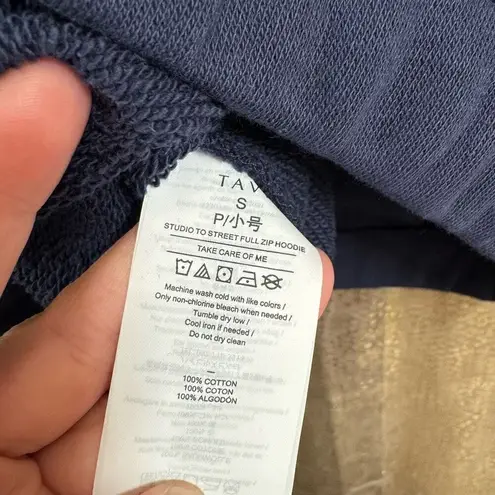 TAV
S
P/小号
STUDIO TO STREET FULL ZIP HOODIE
TAKE CARE OF ME
Machine wash cold with like colors /
Only non-chlorine bleach when needed /
Tumble dry low /
Cool iron if needed /
Do not dry clean
—
100% COTTON
100% COTON
100% ALGODÓN